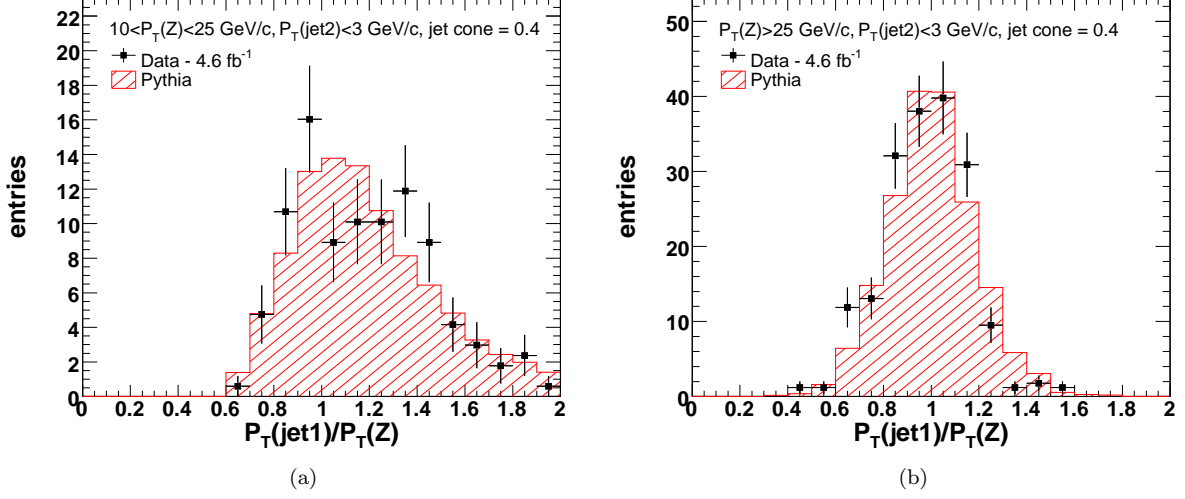 22
20
18
16
14
12
10
8
6
4
2
0
entries
10<P_T(Z)<25 GeV/c, P_T(jet2)<3 GeV/c, jet cone = 0.4
Data - 4.6 fb⁻¹
Pythia
0 0.2 0.4 0.6 0.8 1 1.2 1.4 1.6 1.8 2
P_T(jet1)/P_T(Z)
(a)
50
40
30
20
10
0
entries
P_T(Z)>25 GeV/c, P_T(jet2)<3 GeV/c, jet cone = 0.4
Data - 4.6 fb⁻¹
Pythia
0 0.2 0.4 0.6 0.8 1 1.2 1.4 1.6 1.8 2
P_T(jet1)/P_T(Z)
(b)